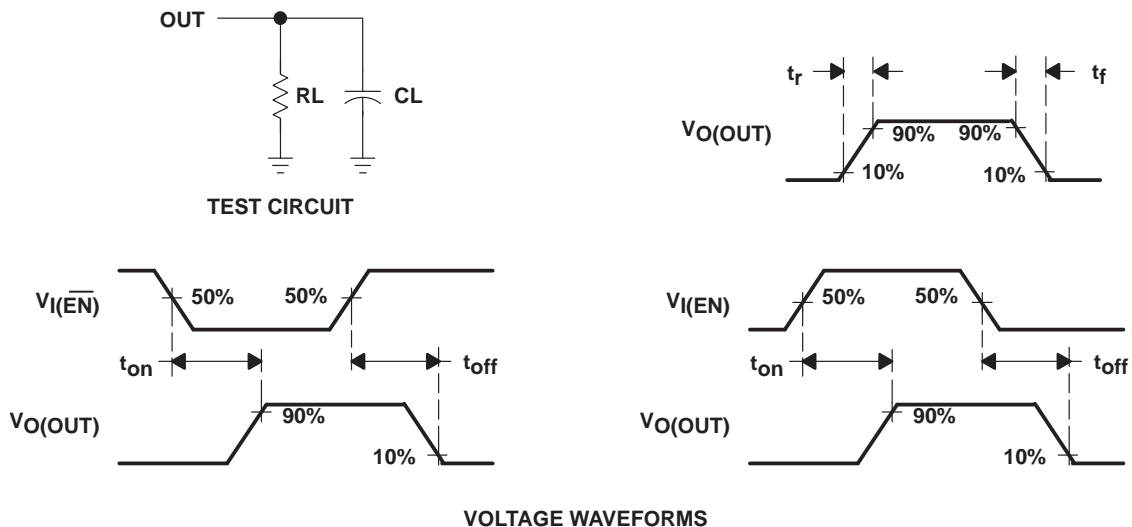 OUT
RL
CL
TEST CIRCUIT
tr
tf
VO(OUT)
90%
90%
10%
10%
VI(E̅N̅)
50%
50%
ton
toff
VO(OUT)
90%
10%
VI(EN)
50%
50%
ton
toff
VO(OUT)
90%
10%
VOLTAGE WAVEFORMS